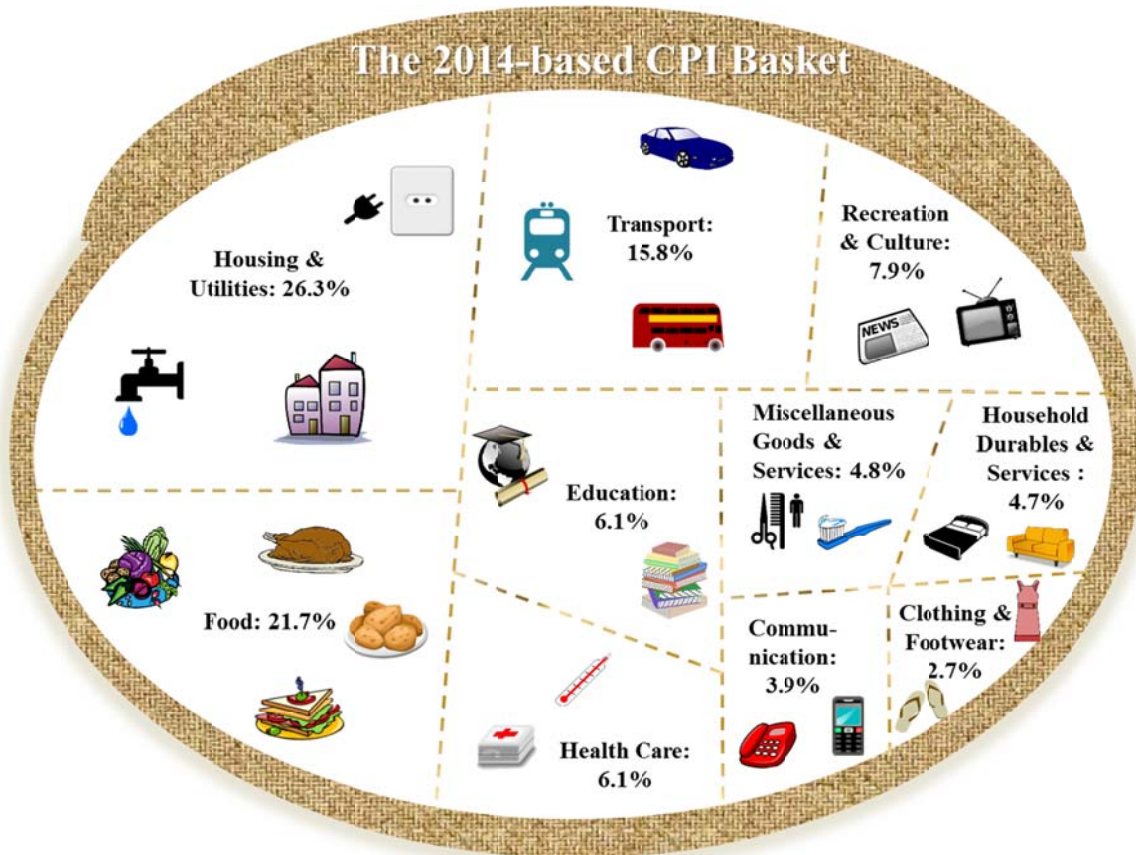 The 2014-based CPI Basket
Housing &
Utilities: 26.3%
Transport:
15.8%
Recreation
& Culture:
7.9%
NEWS
Miscellaneous
Goods &
Services: 4.8%
Household
Durables &
Services :
4.7%
Education:
6.1%
Food: 21.7%
Commu-
nication:
3.9%
Clothing &
Footwear:
2.7%
Health Care:
6.1%